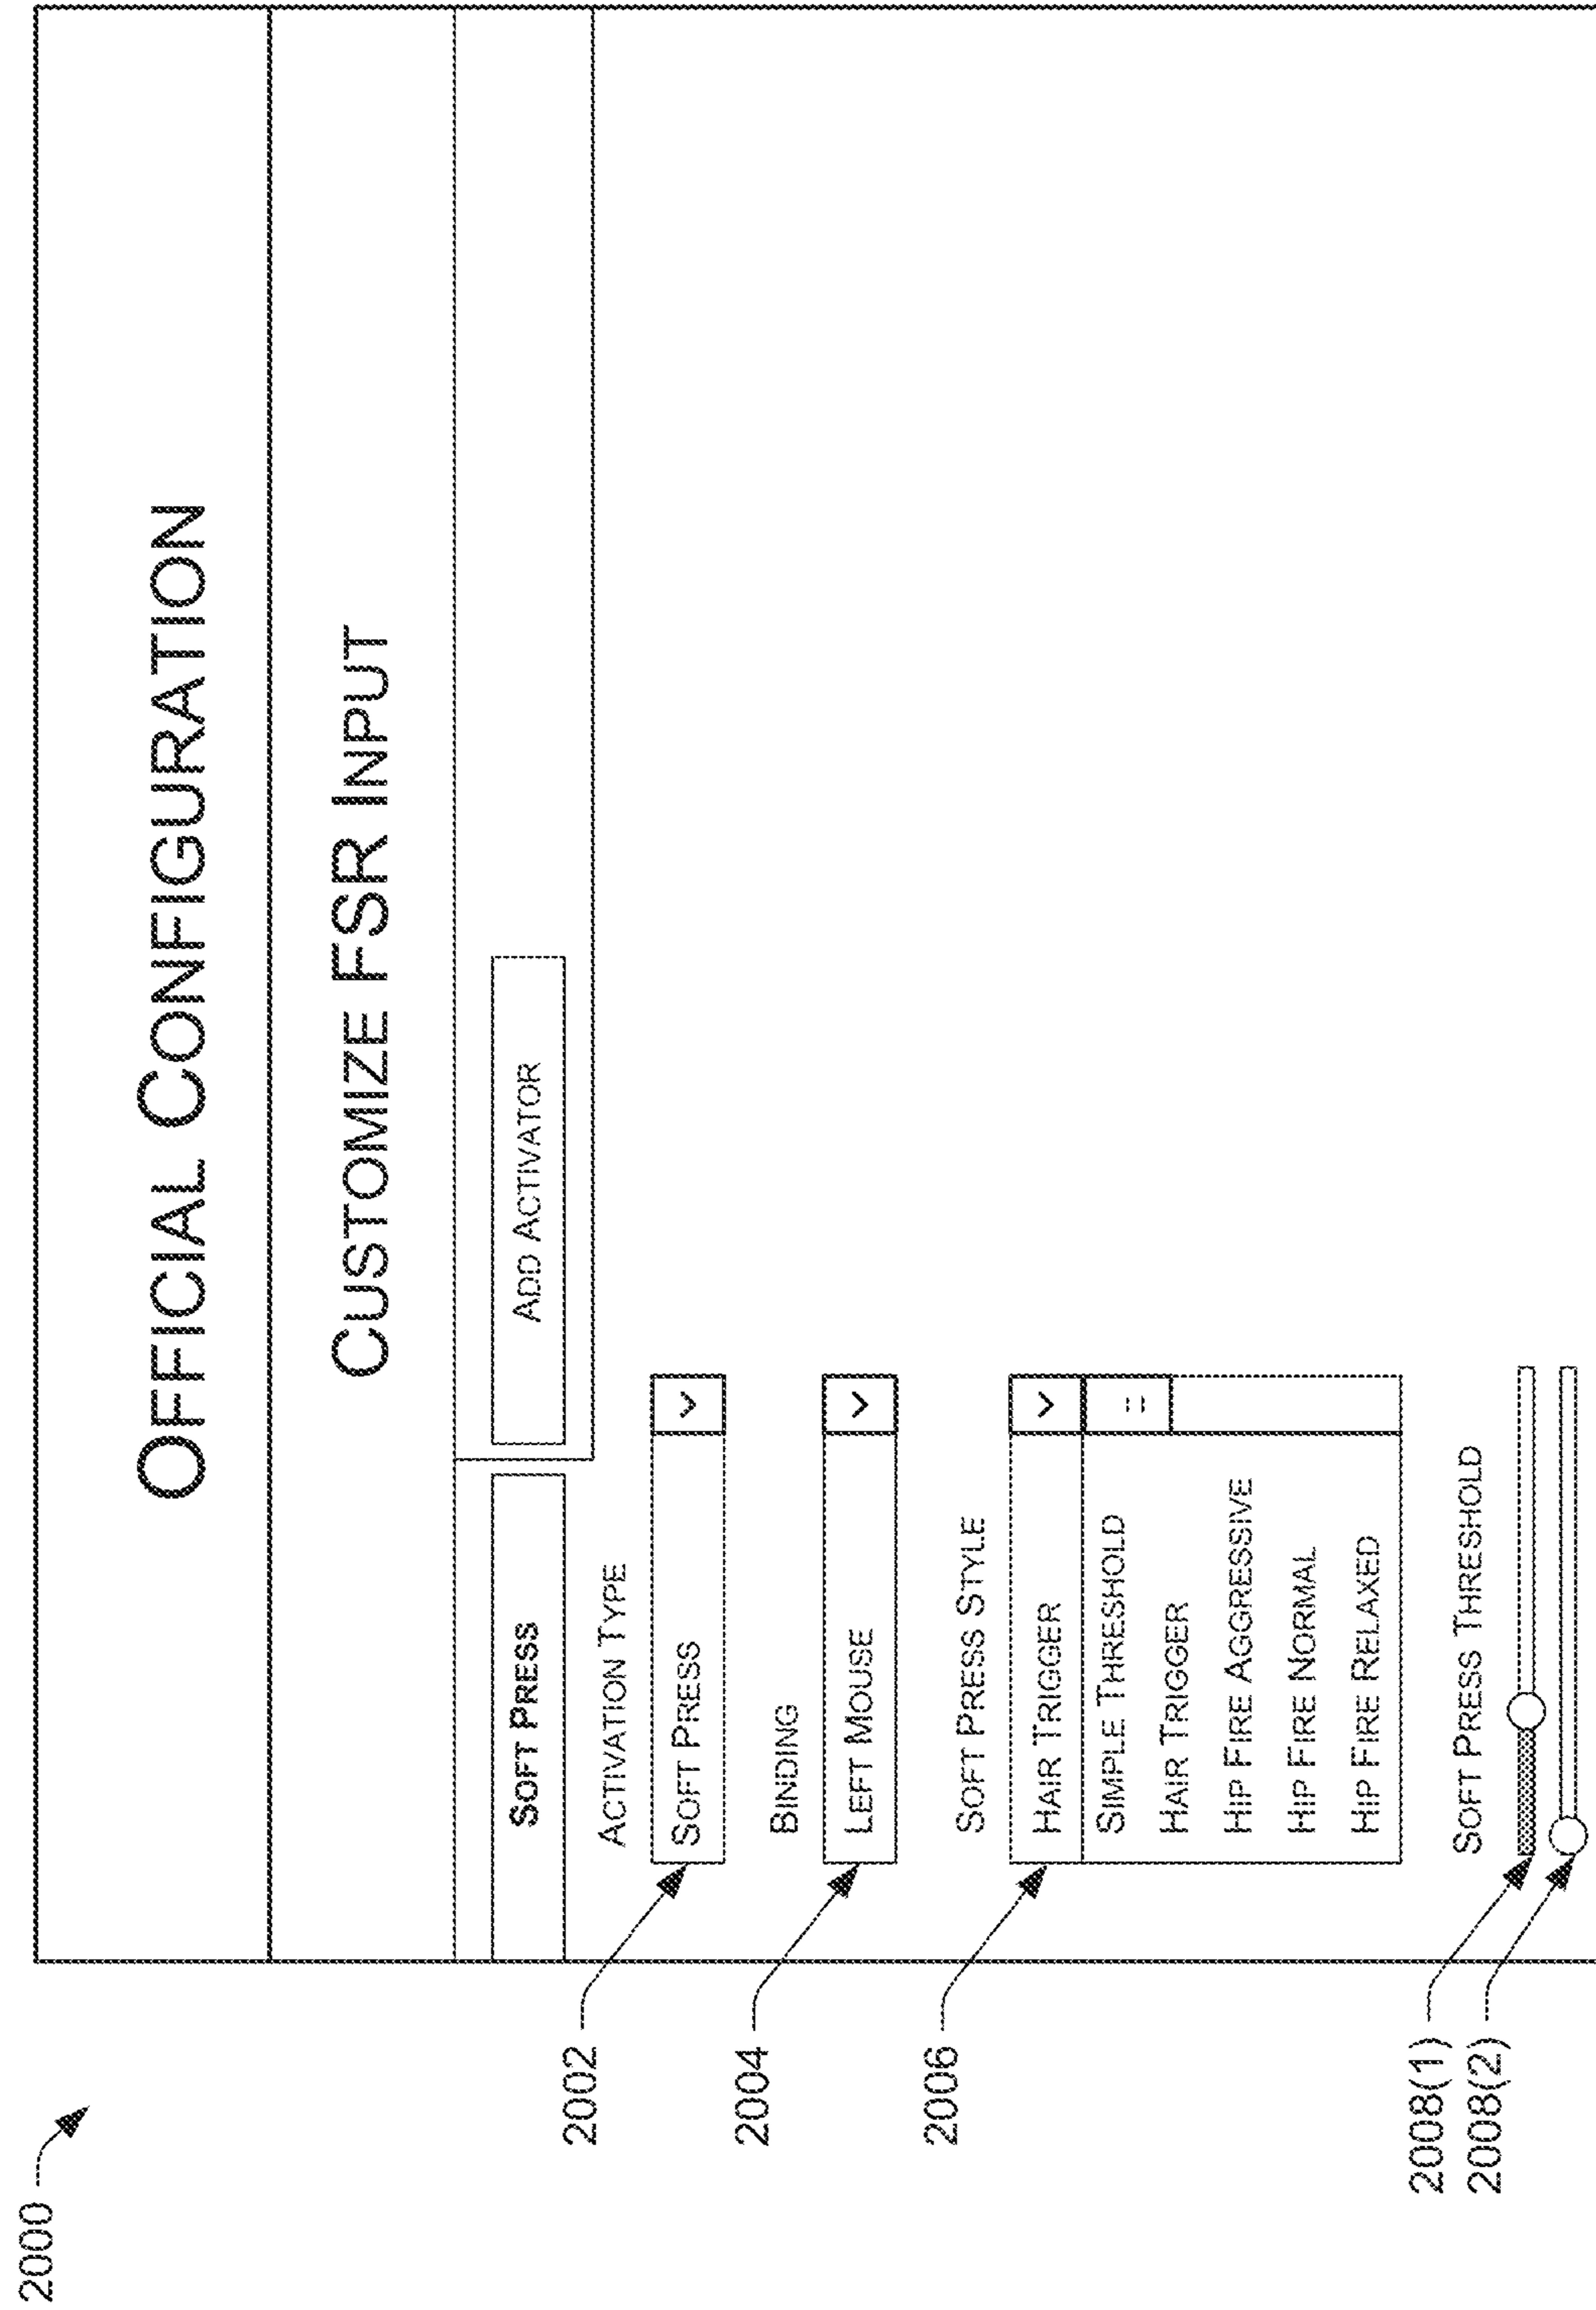 2000
OFFICIAL CONFIGURATION
CUSTOMIZE FSR INPUT
SOFT PRESS
ADD ACTIVATOR
ACTIVATION TYPE
2002
SOFT PRESS
BINDING
2004
LEFT MOUSE
SOFT PRESS STYLE
2006
HAIR TRIGGER
SIMPLE THRESHOLD
HAIR TRIGGER
HIP FIRE AGGRESSIVE
HIP FIRE NORMAL
HIP FIRE RELAXED
SOFT PRESS THRESHOLD
2008(1)
2008(2)